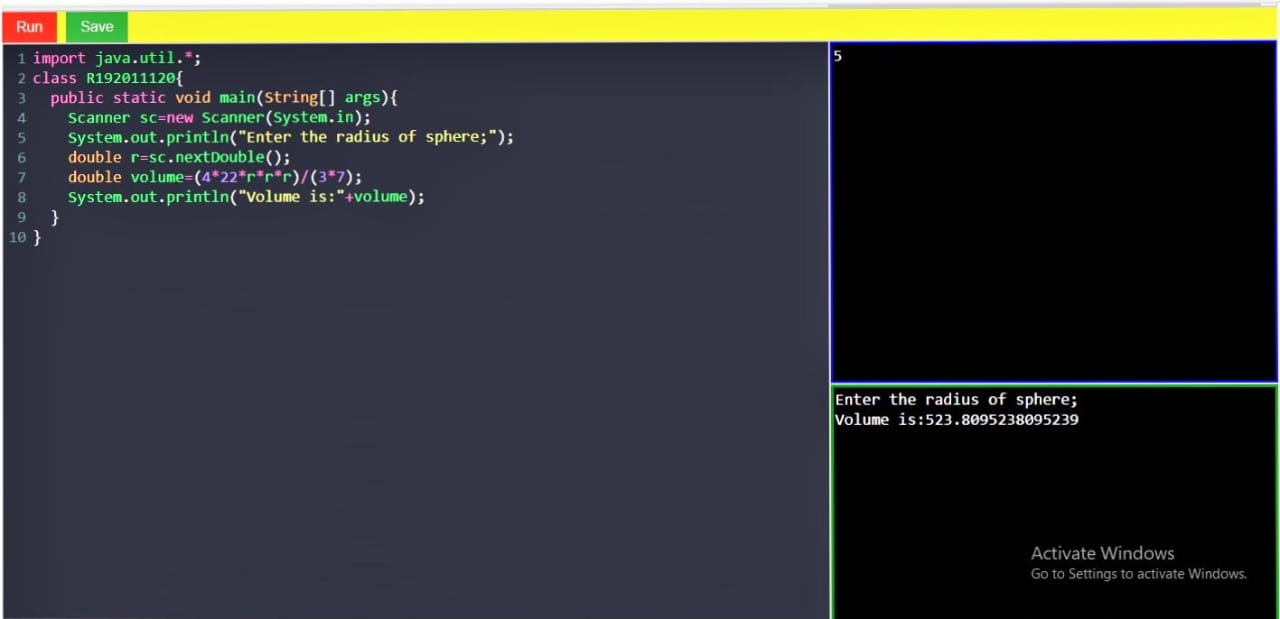 Run Save
1 import java.util.*;
2 class R192011120{
3 public static void main(String[] args){
4 Scanner sc=new Scanner(System.in);
5 System.out.println("Enter the radius of sphere;");
6 double r=sc.nextDouble();
7 double volume=(4*22*r*r*r)/(3*7);
8 System.out.println("Volume is:"+volume);
9 }
10 }
5
Enter the radius of sphere;
Volume is:523.8095238095239
Activate Windows
Go to Settings to activate Windows.